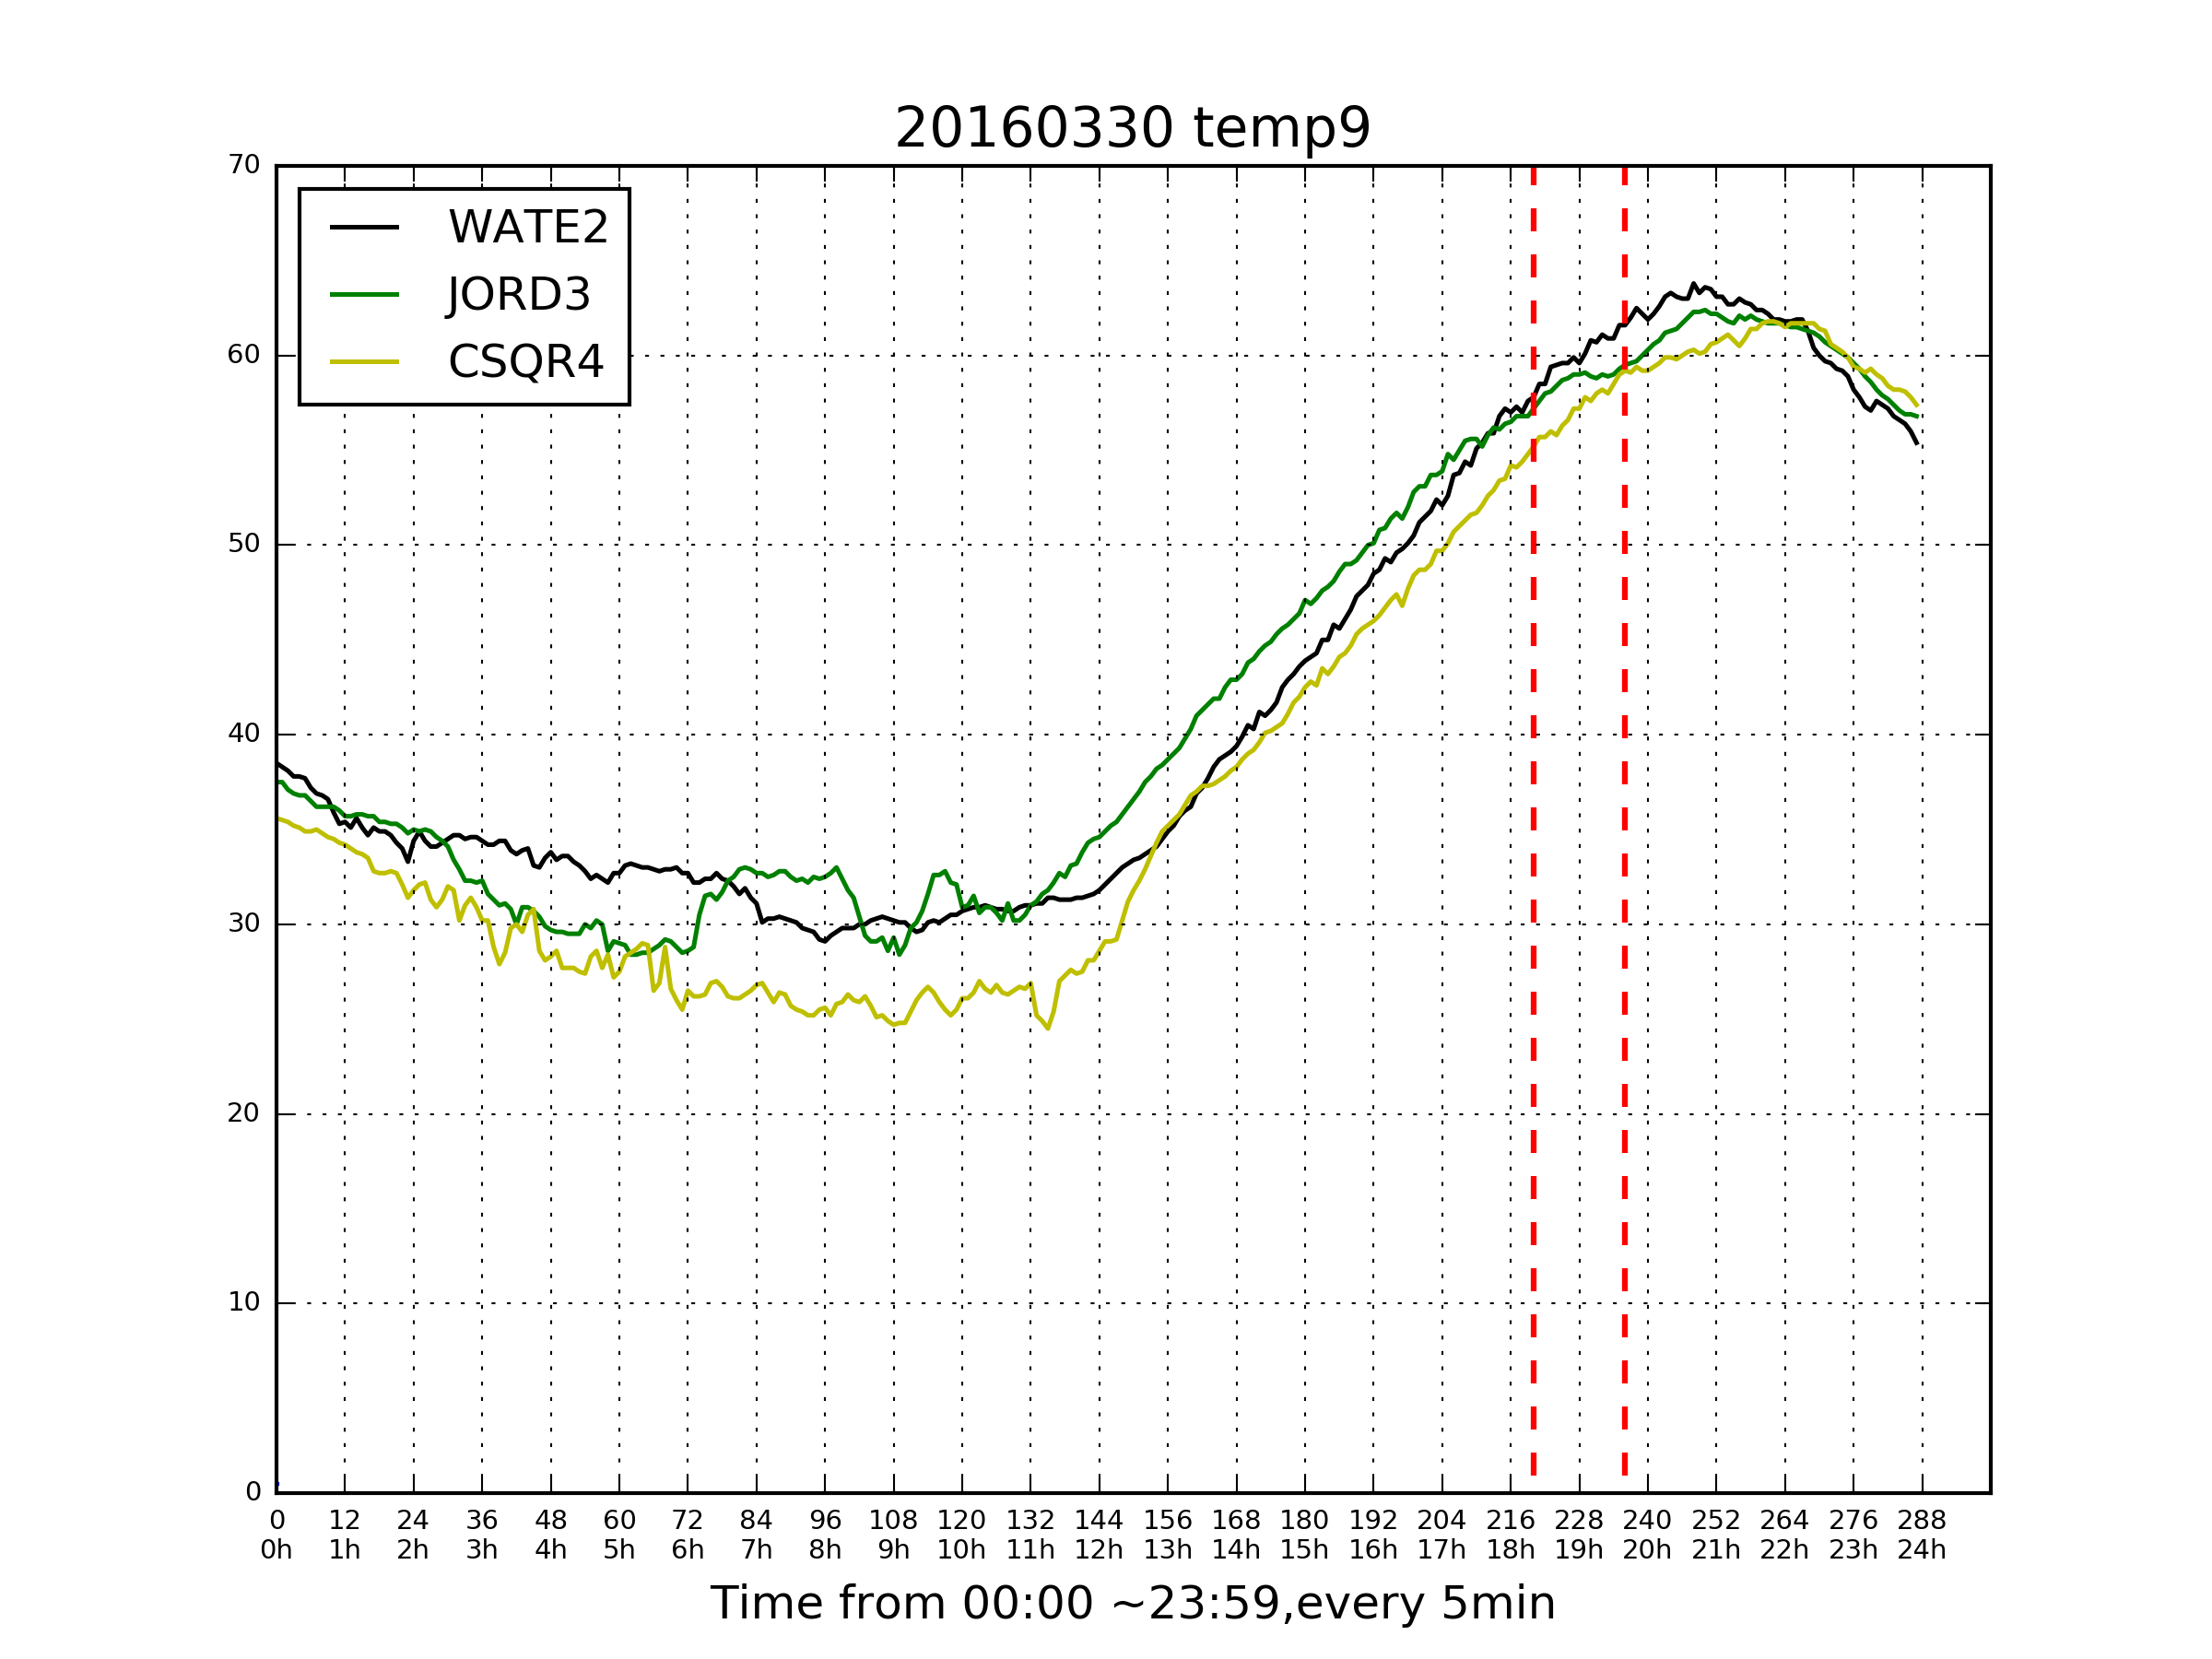 20160330 temp9
70
60
50
40
30
20
10
0
WATE2
JORD3
CSQR4
0 12 24 36 48 60 72 84 96 108 120 132 144 156 168 180 192 204 216 228 240 252 264 276 288
0h 1h 2h 3h 4h 5h 6h 7h 8h 9h 10h 11h 12h 13h 14h 15h 16h 17h 18h 19h 20h 21h 22h 23h 24h
Time from 00:00 ~23:59,every 5min